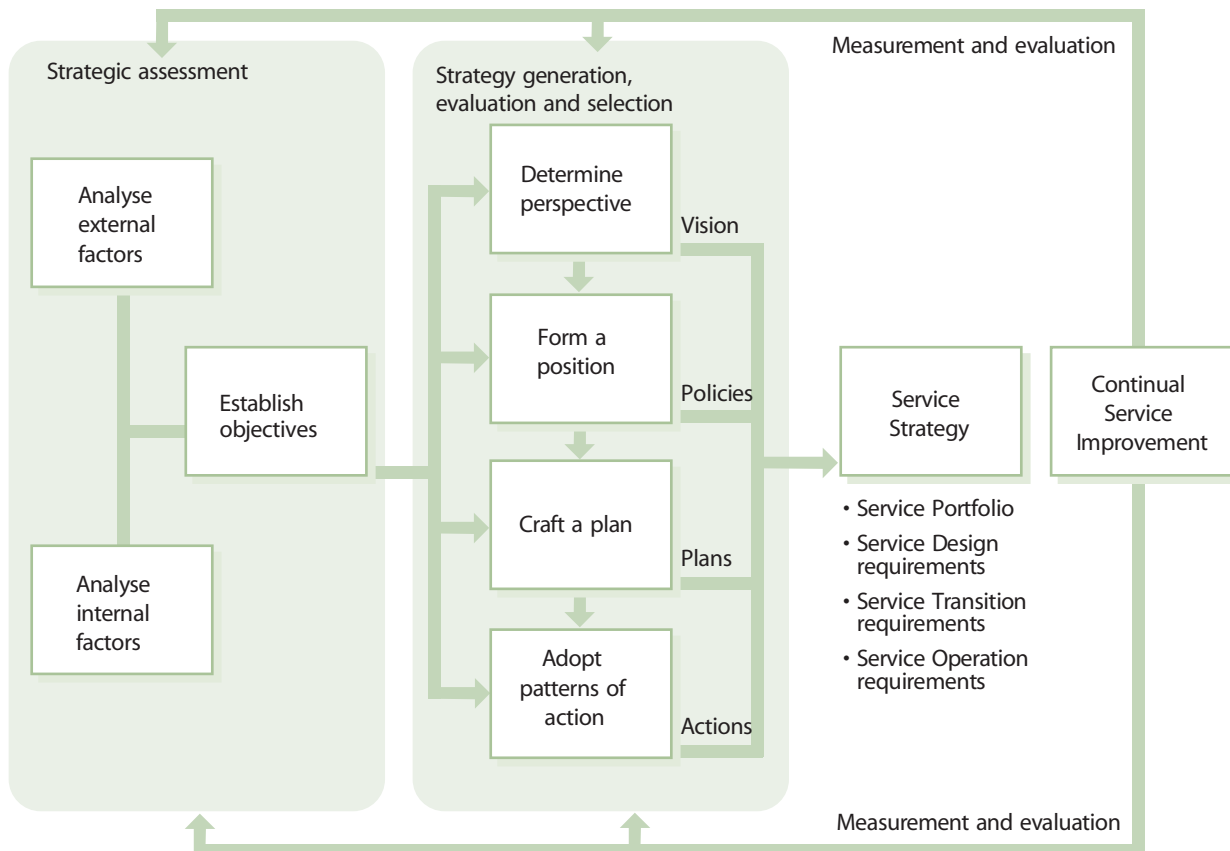 Measurement and evaluation
Strategic assessment
Analyse
external
factors
Establish
objectives
Analyse
internal
factors
Strategy generation,
evaluation and selection
Determine
perspective
Vision
Form a
position
Policies
Craft a plan
Plans
Adopt
patterns of
action
Actions
Service
Strategy
• Service Portfolio
• Service Design
requirements
• Service Transition
requirements
• Service Operation
requirements
Continual
Service
Improvement
Measurement and evaluation